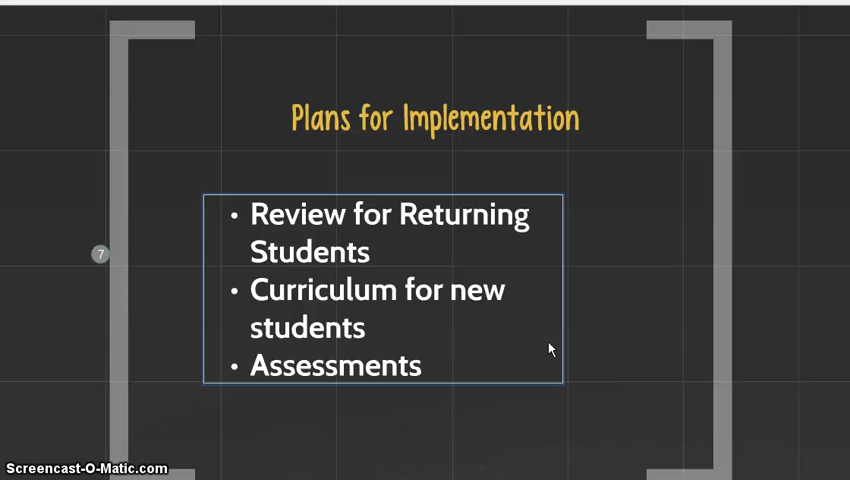 Plans for Implementation
• Review for Returning
Students
• Curriculum for new
students
• Assessments
7
Screencast-O-Matic.com